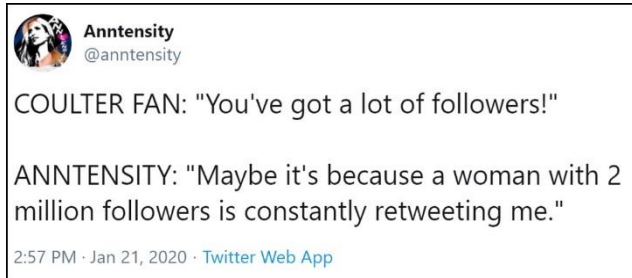 Anntensity
@anntensity
COULTER FAN: "You've got a lot of followers!"
ANNTENSITY: "Maybe it's because a woman with 2
million followers is constantly retweeting me."
2:57 PM · Jan 21, 2020 · Twitter Web App